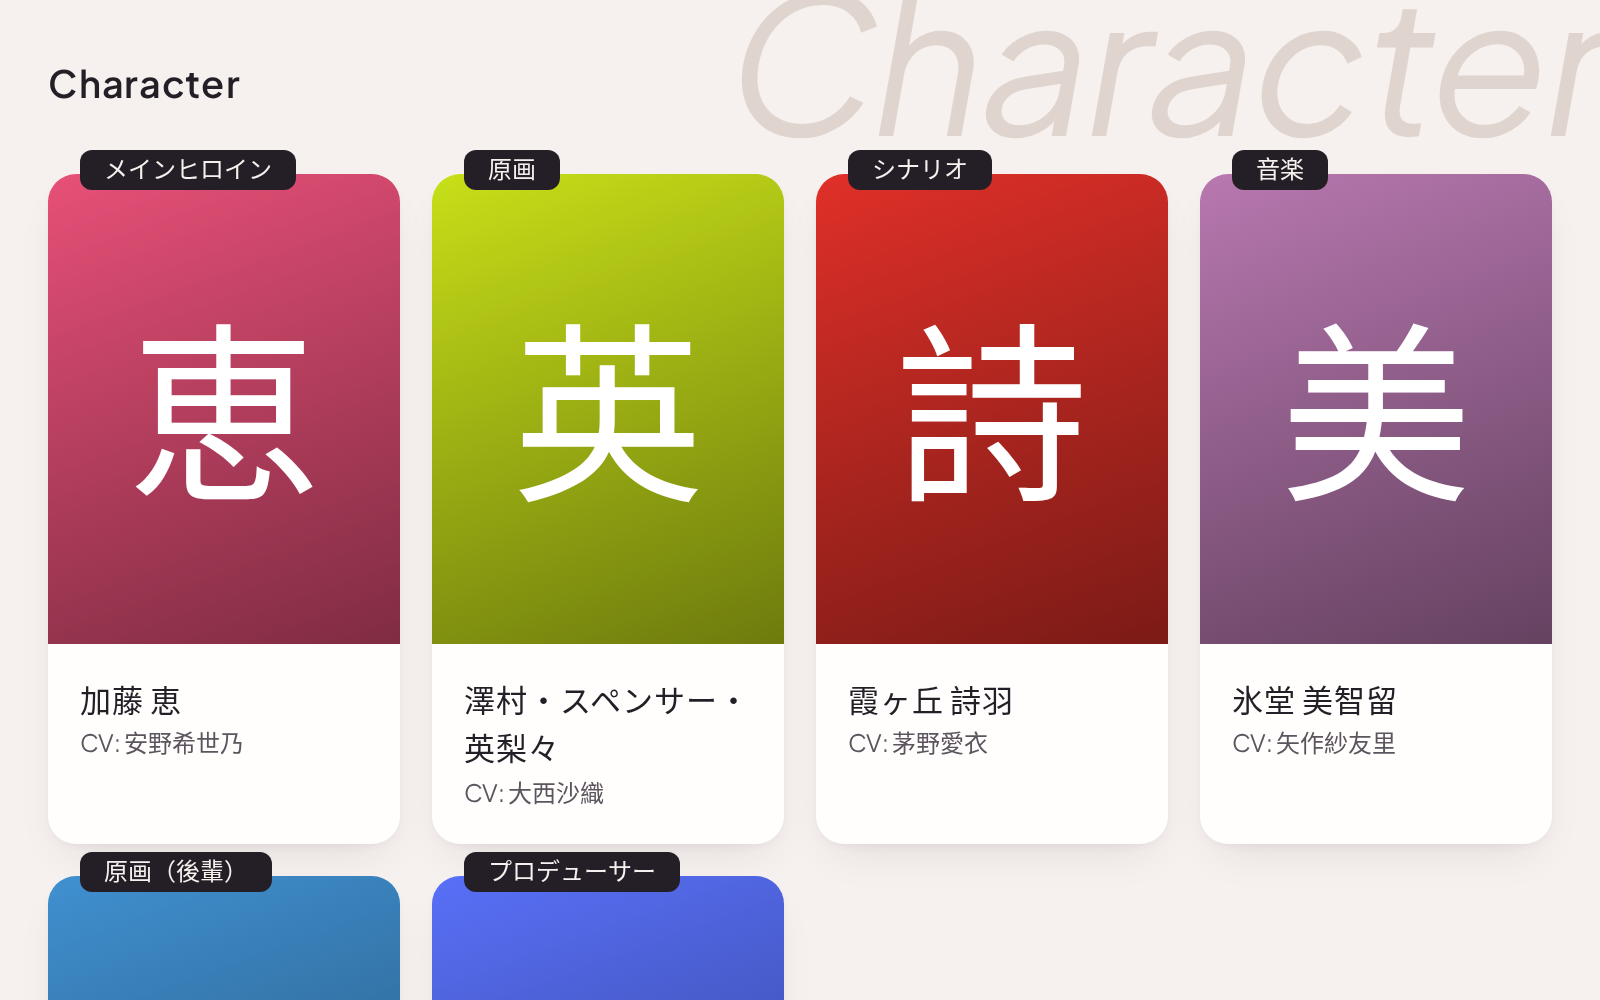 Character
Character
メインヒロイン
恵
加藤 恵
CV: 安野希世乃
原画
英
澤村・スペンサー・
英梨々
CV: 大西沙織
シナリオ
詩
霞ヶ丘 詩羽
CV: 茅野愛衣
音楽
美
氷堂 美智留
CV: 矢作紗友里
原画（後輩）
プロデューサー